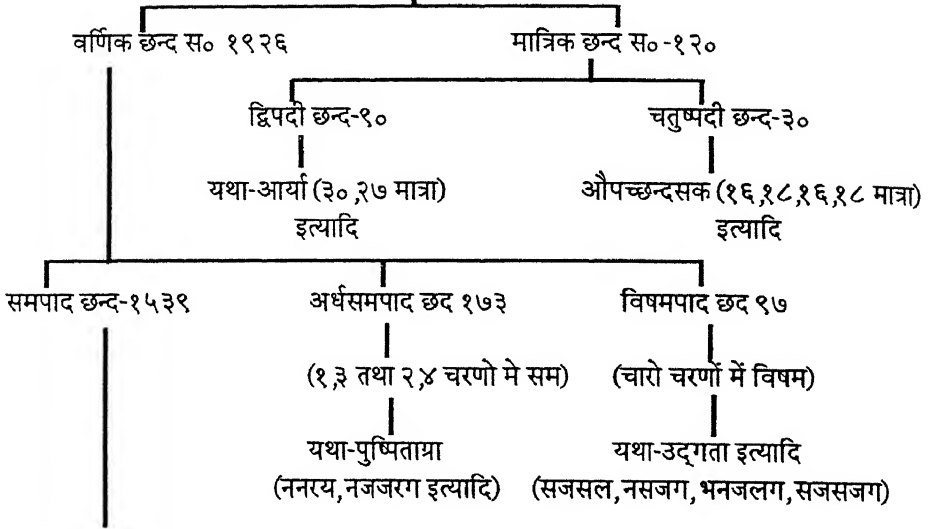 वर्णिक छन्द स० १९२६ मात्रिक छन्द स०-१२०
द्विपदी छन्द-९० चतुष्पदी छन्द-३०
यथा-आर्या (३०,२७ मात्रा) औपच्छन्दसक (१६,१८,१६,१८ मात्रा)
इत्यादि इत्यादि
समपाद छन्द-१५३९ अर्धसमपाद छद १७३ विषमपाद छद ९७
(१,३ तथा २,४ चरणो मे सम) (चारो चरणों में विषम)
यथा-पुष्पिताग्रा यथा-उद्गता इत्यादि
(ननरय,नजजरग इत्यादि) (सजसल,नसजग,भनजलग,सजसजग)